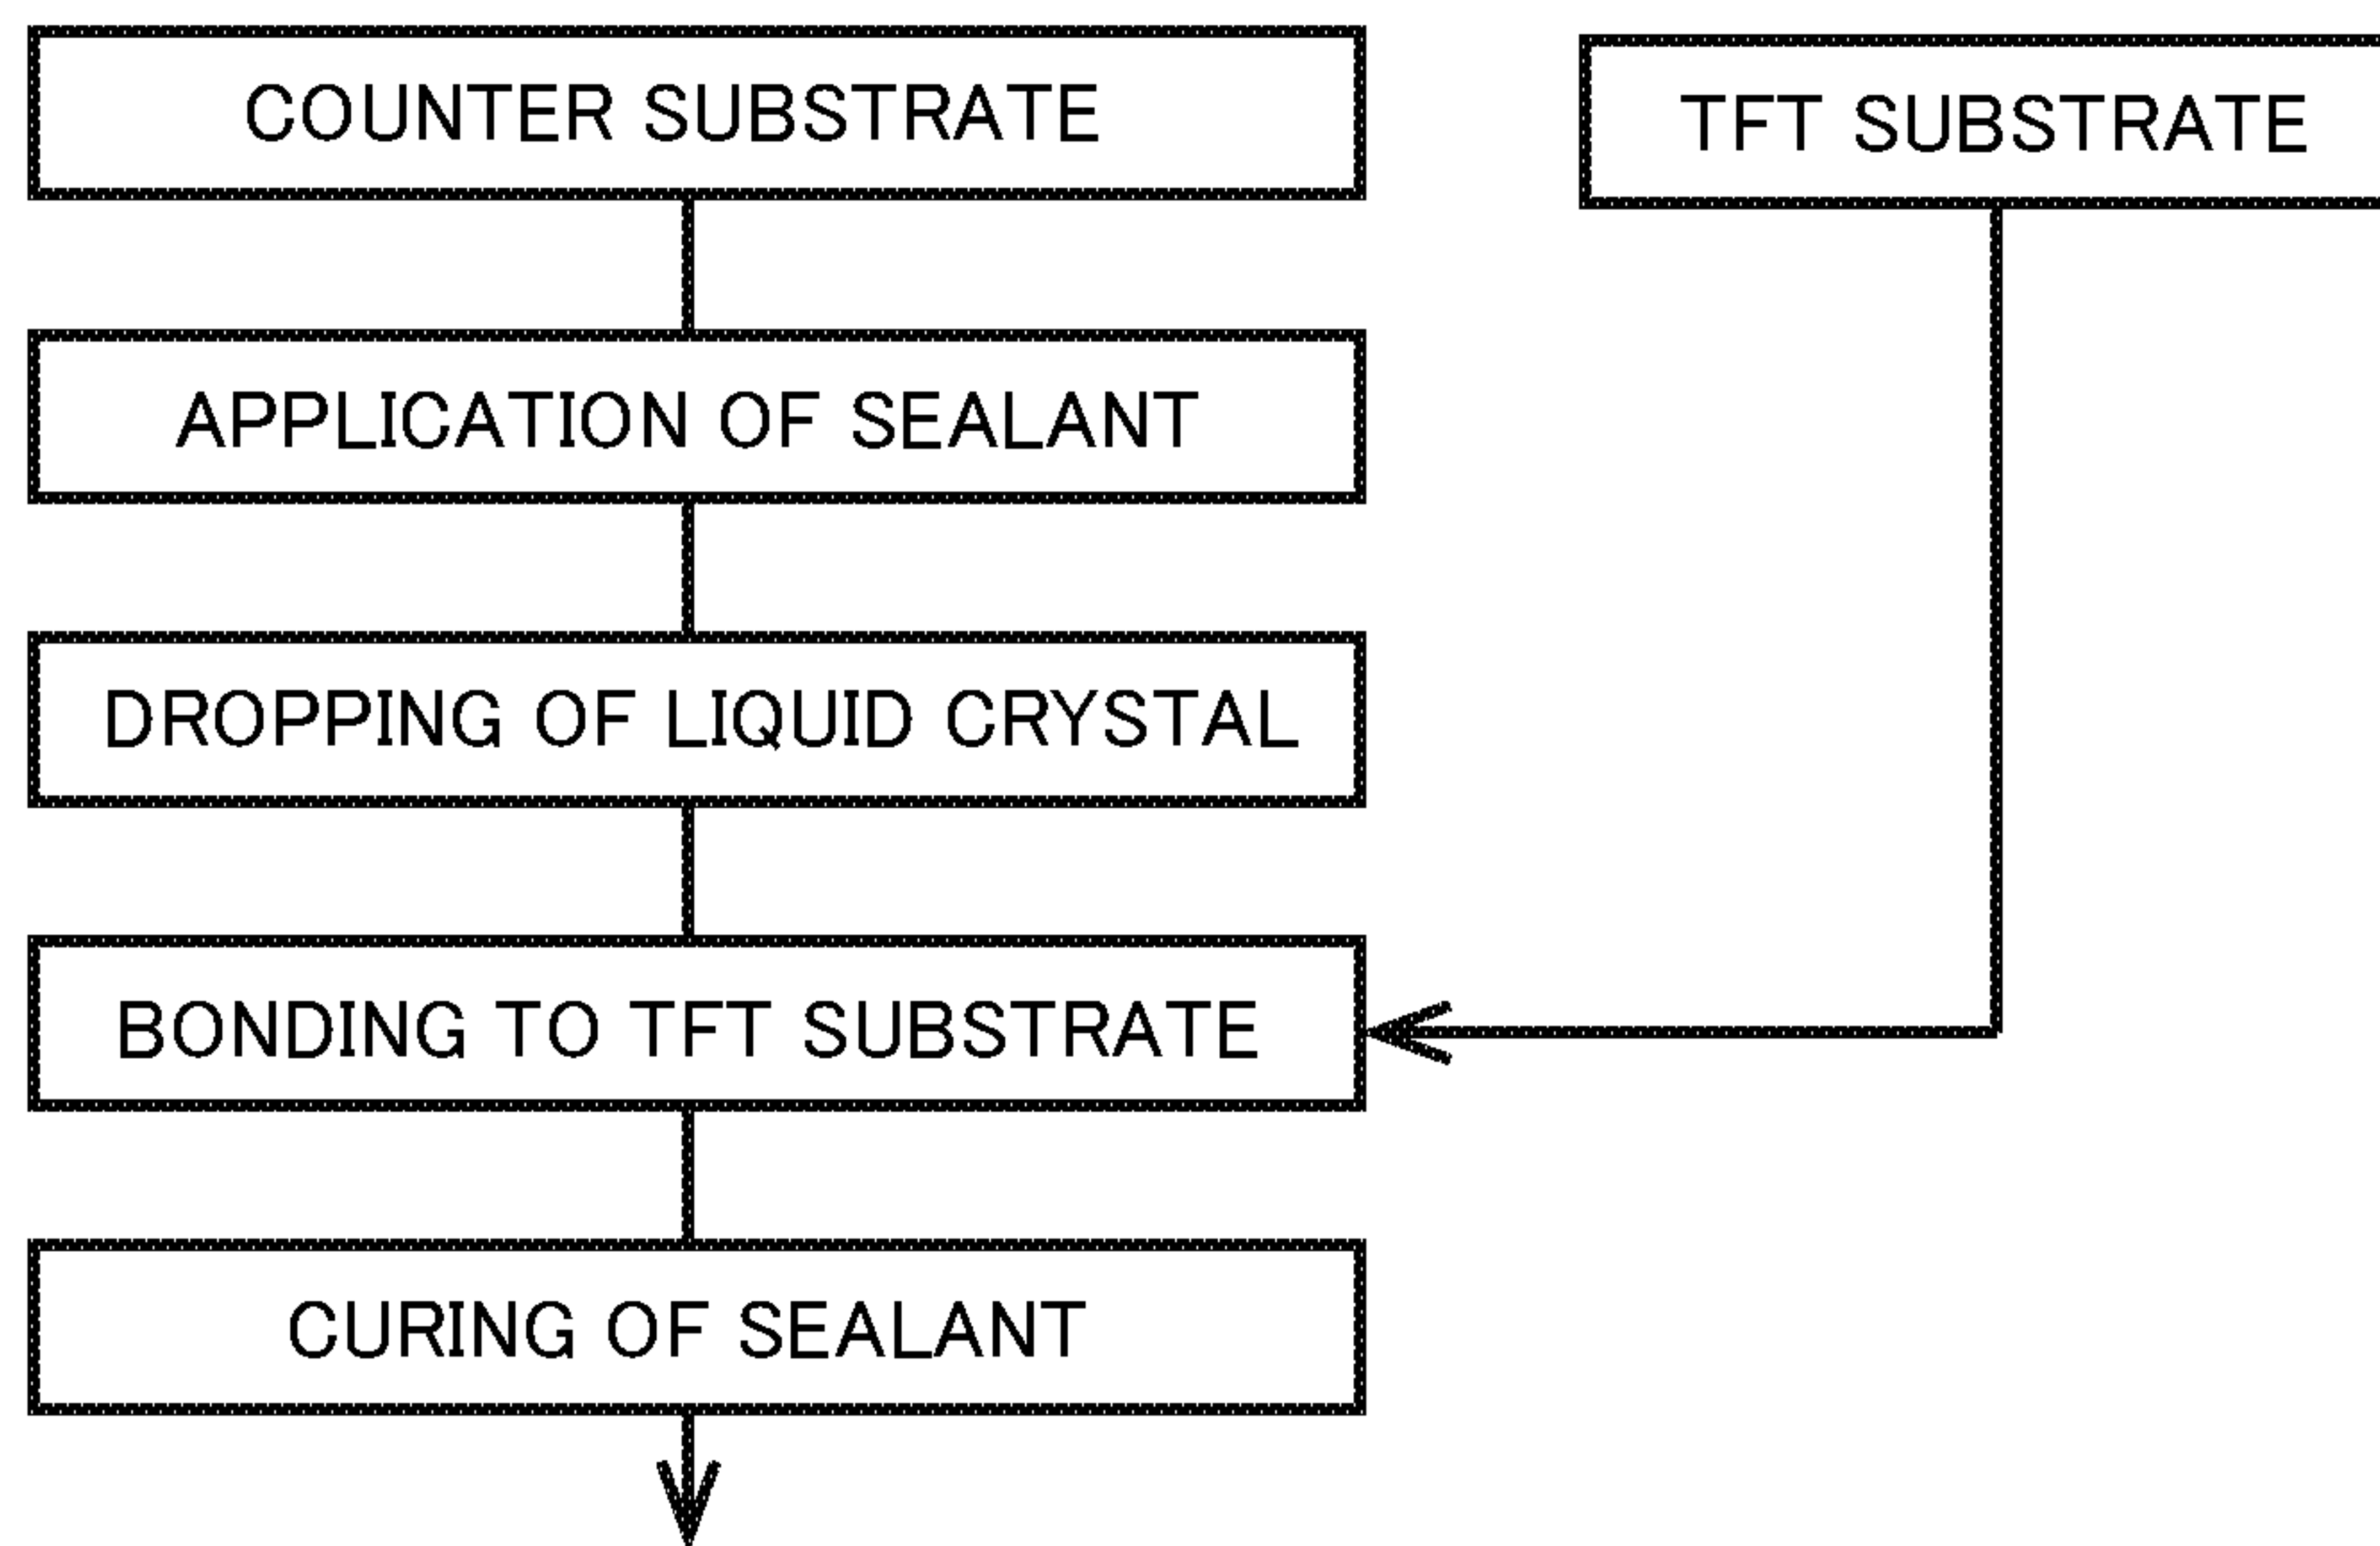 COUNTER SUBSTRATE
TFT SUBSTRATE
APPLICATION OF SEALANT
DROPPING OF LIQUID CRYSTAL
BONDING TO TFT SUBSTRATE
CURING OF SEALANT